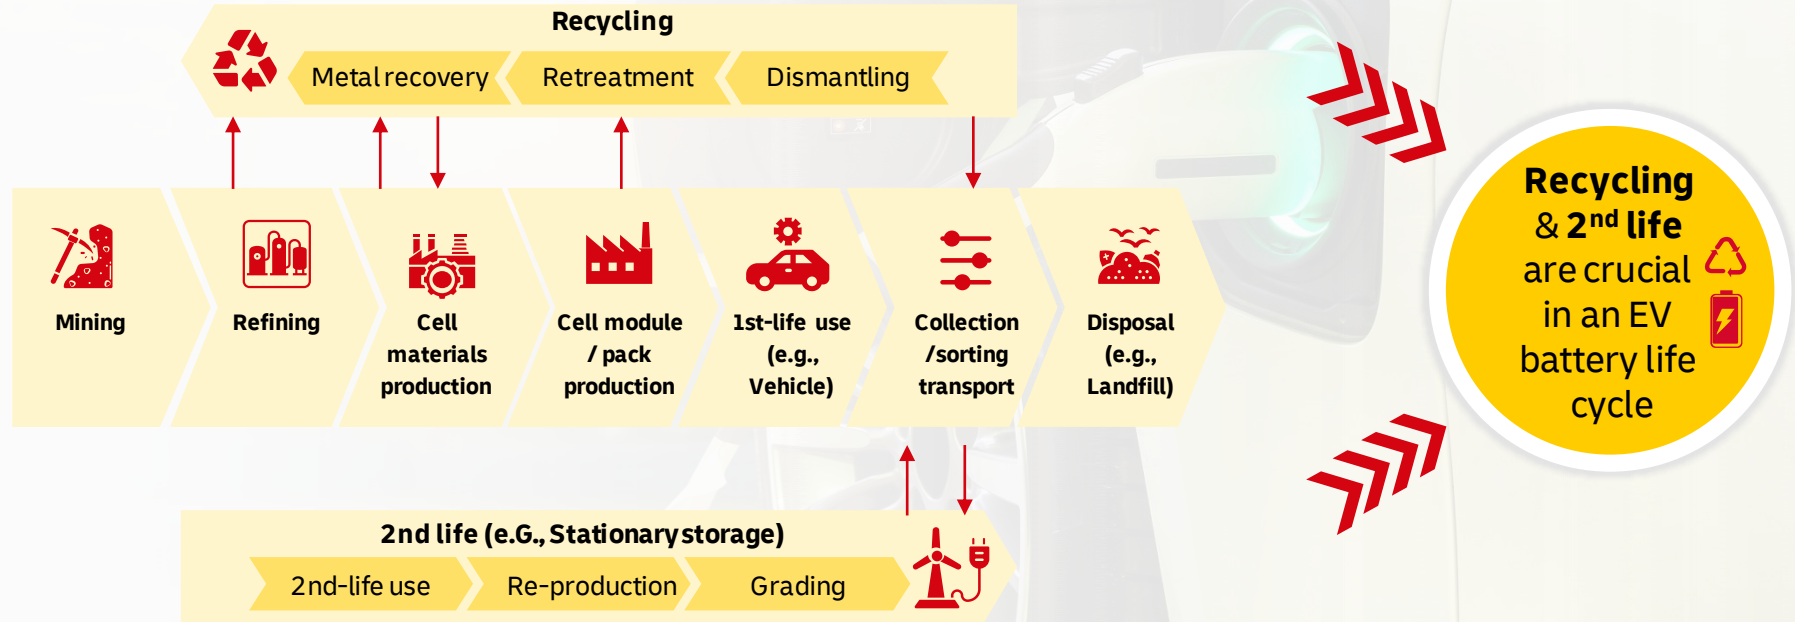 Recycling
Metal recovery
Retreatment
Dismantling
Mining
Refining
Cell
materials
production
Cell module
/ pack
production
1st-life use
(e.g.,
Vehicle)
Collection
/sorting
transport
Disposal
(e.g.,
Landfill)
2nd life (e.G., Stationary storage)
2nd-life use
Re-production
Grading
Recycling
& 2nd life
are crucial
in an EV
battery life
cycle